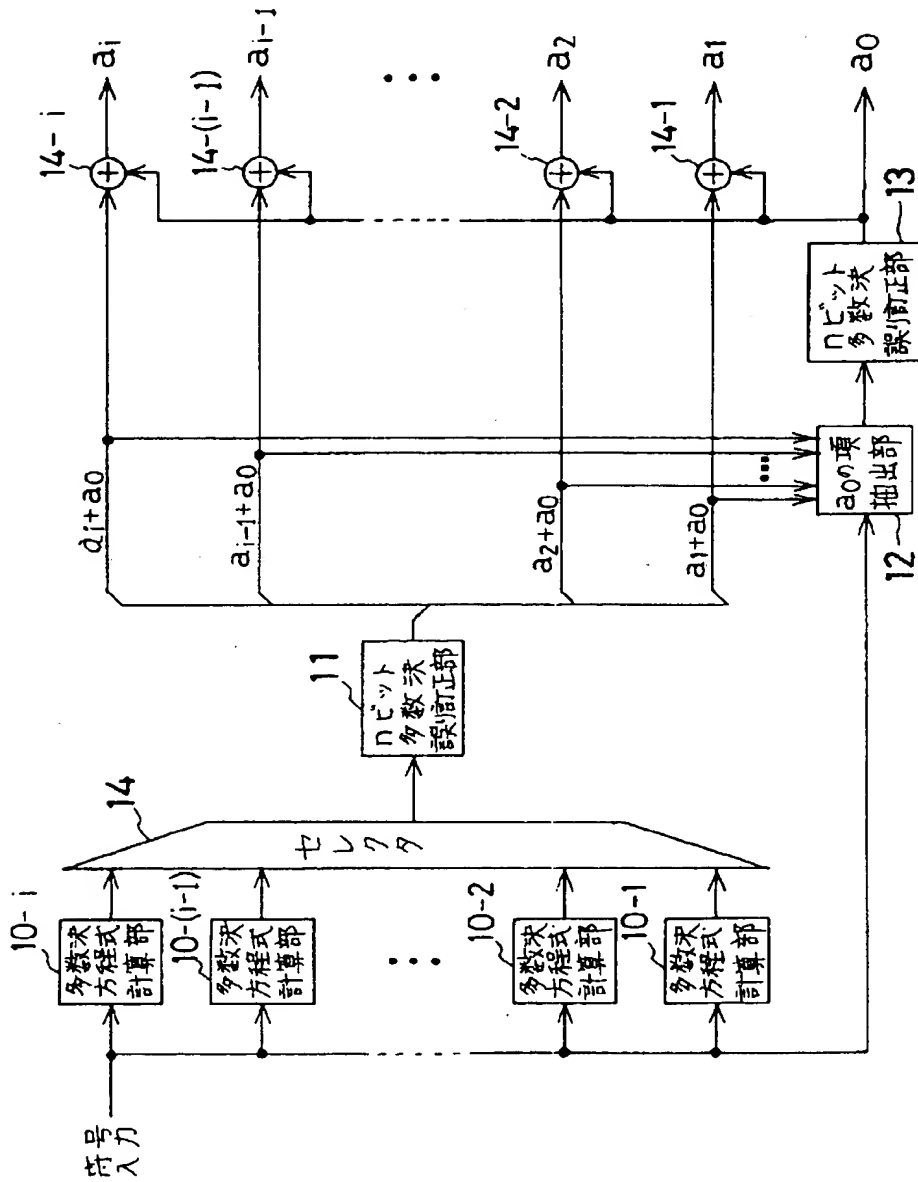 符号
入力
10-i
多数決
方程式
計算部
10-(i-1)
多数決
方程式
計算部
10-2
多数決
方程式
計算部
10-1
多数決
方程式
計算部
14
セレクタ
11
nビット
多数決
誤り訂正部
ai+a0
ai-1+a0
a2+a0
a1+a0
a0の項
抽出部
12
nビット
多数決
誤り訂正部
13
14-i
14-(i-1)
14-2
14-1
ai
ai-1
a2
a1
a0